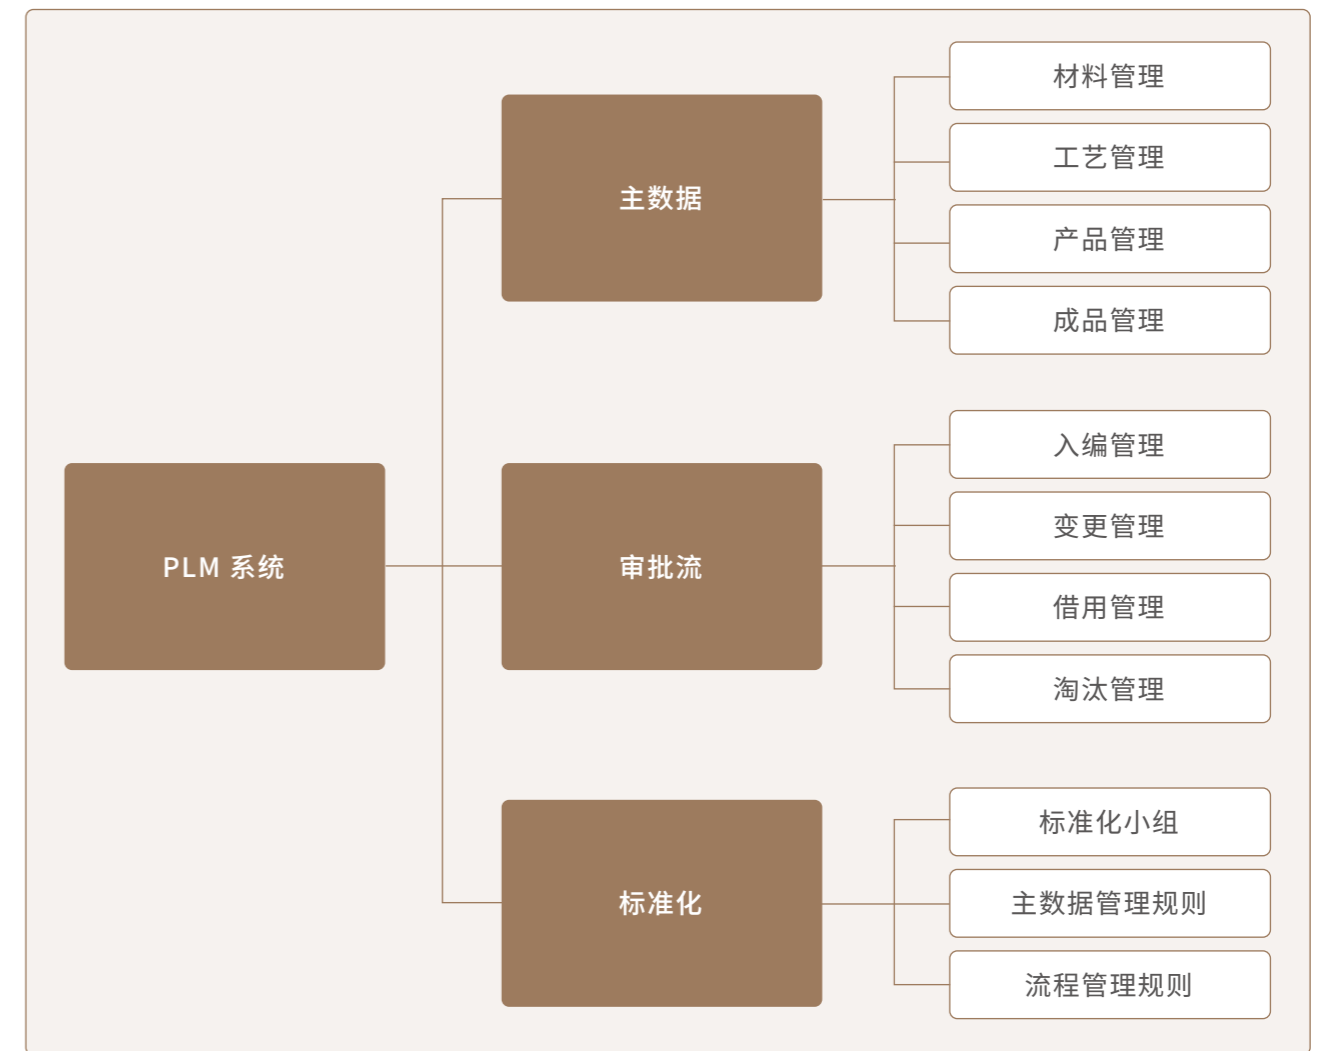 PLM 系统
主数据
材料管理
工艺管理
产品管理
成品管理
审批流
入编管理
变更管理
借用管理
淘汰管理
标准化
标准化小组
主数据管理规则
流程管理规则